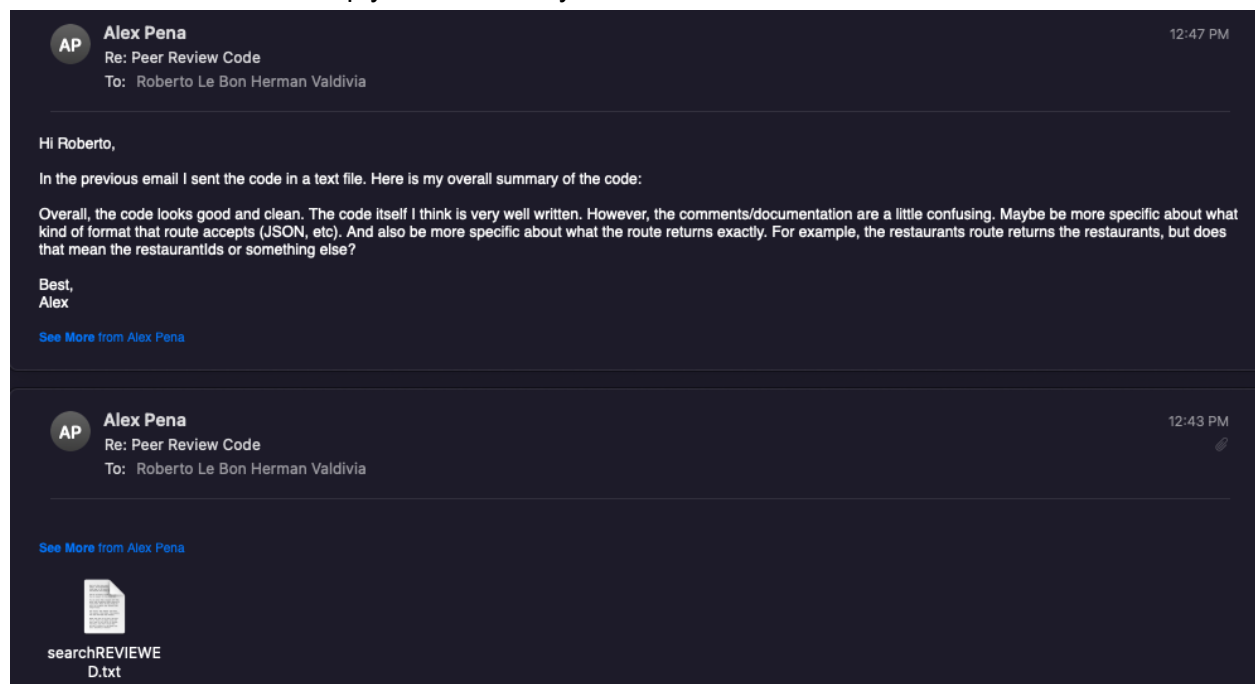 AP
Alex Pena
12:47 PM
Re: Peer Review Code
To: Roberto Le Bon Herman Valdivia
Hi Roberto,
In the previous email I sent the code in a text file. Here is my overall summary of the code:
Overall, the code looks good and clean. The code itself I think is very well written. However, the comments/documentation are a little confusing. Maybe be more specific about what
kind of format that route accepts (JSON, etc). And also be more specific about what the route returns exactly. For example, the restaurants route returns the restaurants, but does
that mean the restaurantIds or something else?
Best,
Alex
See More from Alex Pena
AP
Alex Pena
12:43 PM
Re: Peer Review Code
To: Roberto Le Bon Herman Valdivia
See More from Alex Pena
searchREVIEWE
D.txt